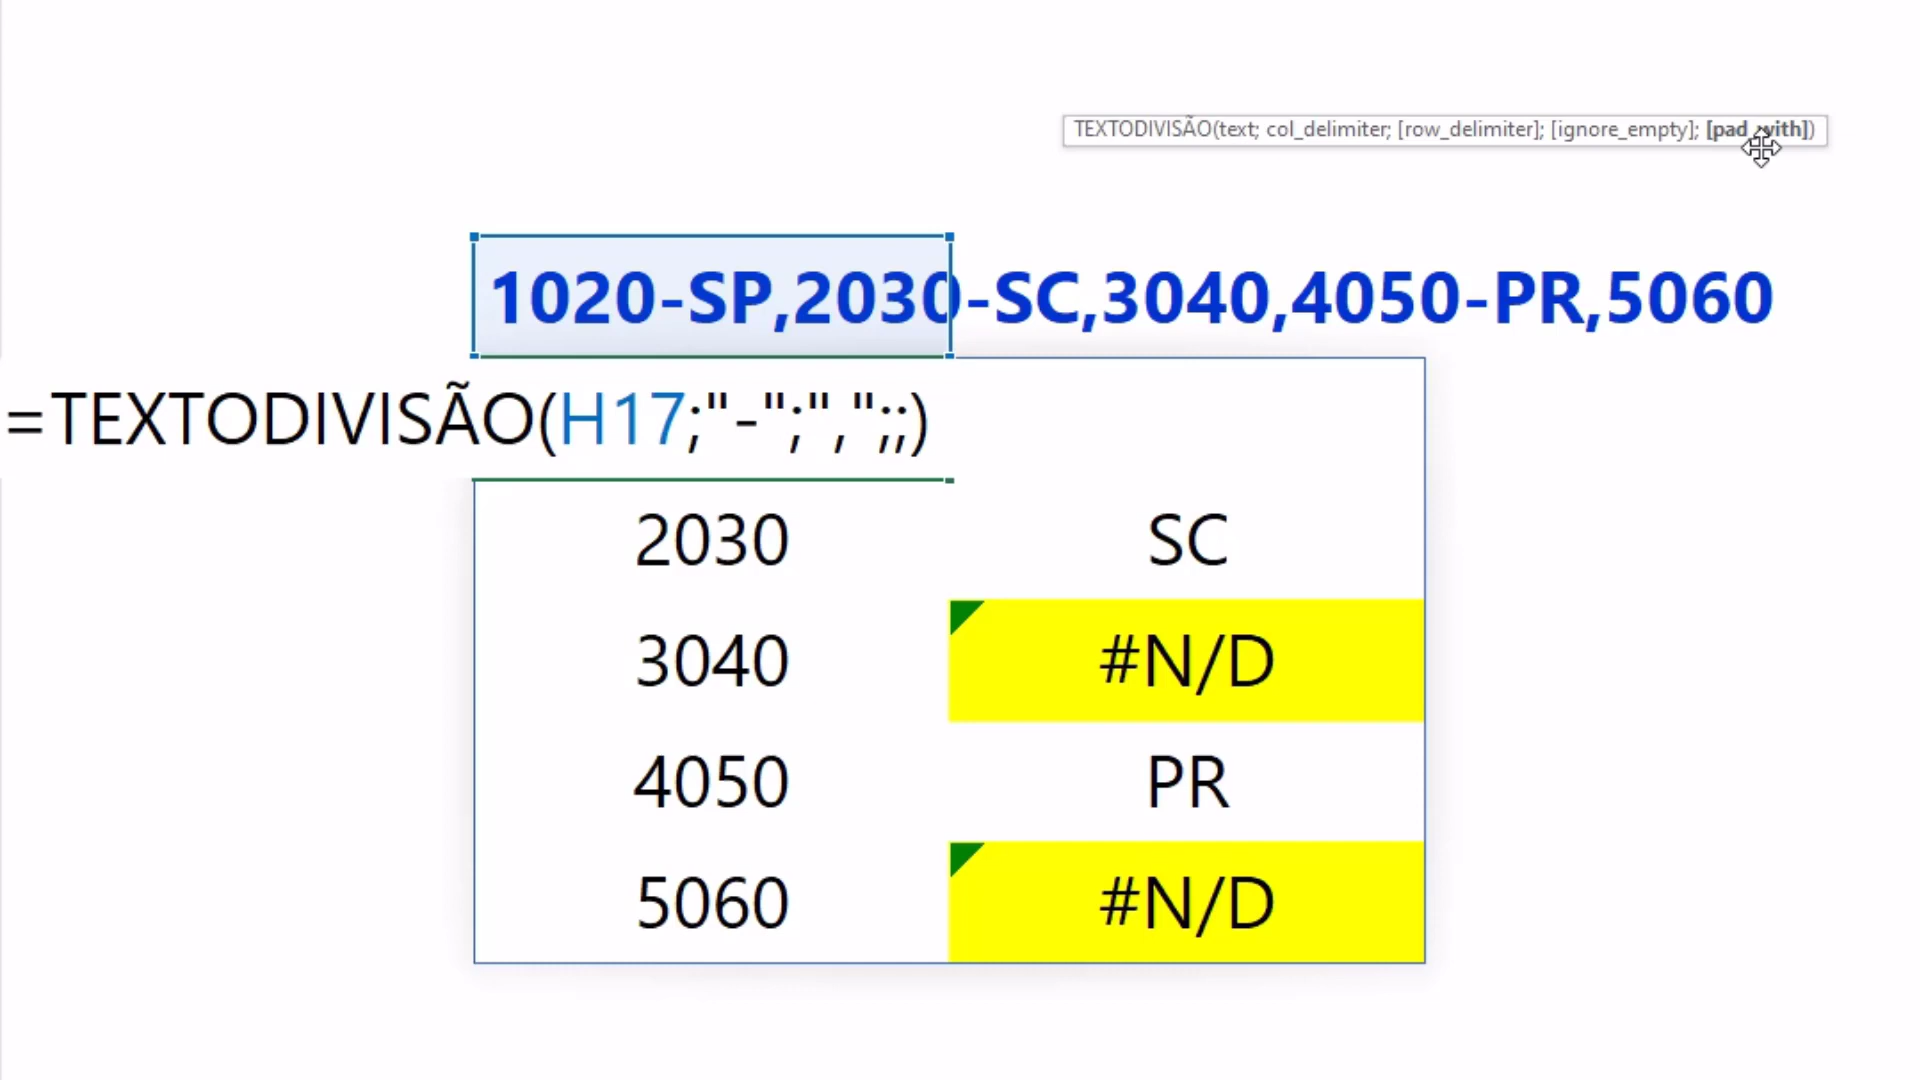 TEXTODIVISÃO(text; col_delimiter; [row_delimiter]; [ignore_empty]; [pad_with])
1020-SP,2030-SC,3040,4050-PR,5060
=TEXTODIVISÃO(H17;"-";",";;)
2030 SC
3040 #N/D
4050 PR
5060 #N/D